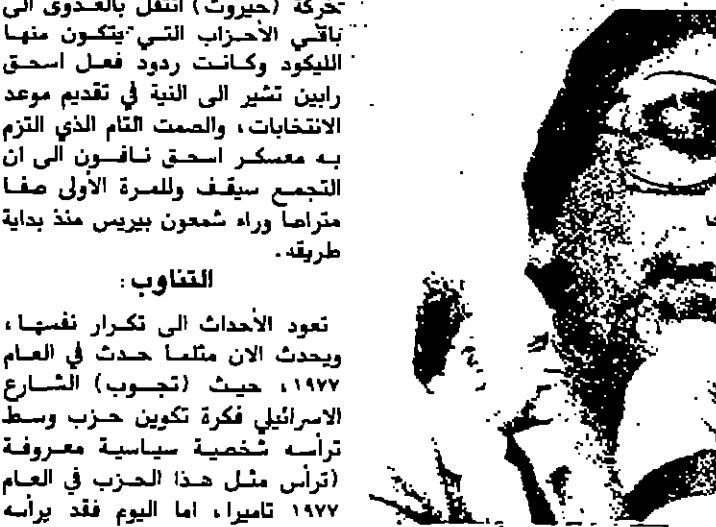 حركة (حيروت) انتقل بالعدوى الى
باقي الأحزاب التي يتكون منها
الليكود وكانت ردود فعل اسحق
رابين تشير الى النية في تقديم موعد
الانتخابات، والصمت التام الذي التزم
به معسكر اسحق نافون الى ان
التجمع سيقف وللمرة الأولى صفا
متراصا وراء شمعون بيريس منذ بداية
طريقه.
التناوب:
تعود الأحداث الى تكرار نفسها،
ويحدث الان مثلما حدث في العام
١٩٧٧، حيث (تجوب) الشارع
الاسرائيلي فكرة تكوين حزب وسط
ترأسه شخصية سياسية معروفة
(ترأس مثل هذا الحزب في العام
١٩٧٧ تاميرا، اما اليوم فقد يرأسه